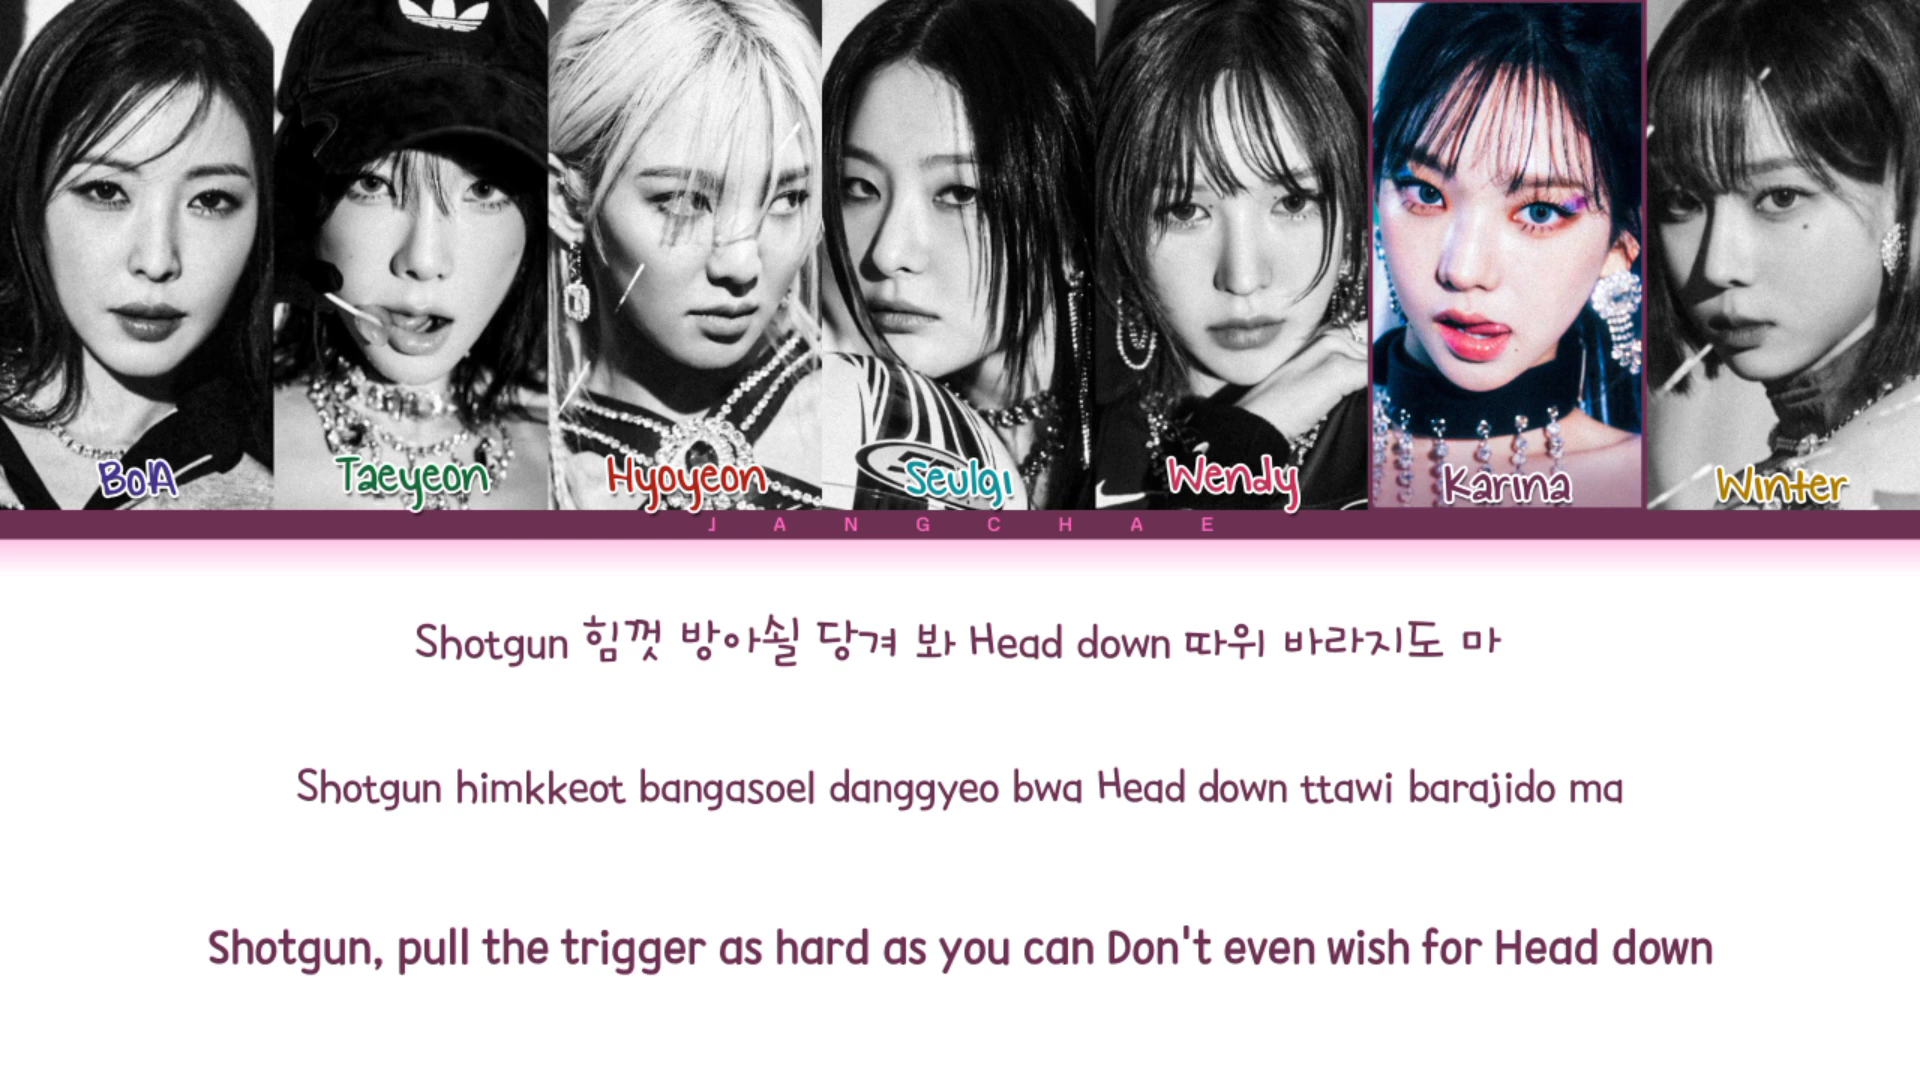 BoA Taeyeon Hyoyeon Seulgi Wendy Karina Winter
JANGCHAE
Shotgun 힘껏 방아쇨 당겨 봐 Head down 따위 바라지도 마
Shotgun himkkeot bangasoel danggyeo bwa Head down ttawi barajido ma
Shotgun, pull the trigger as hard as you can Don't even wish for Head down